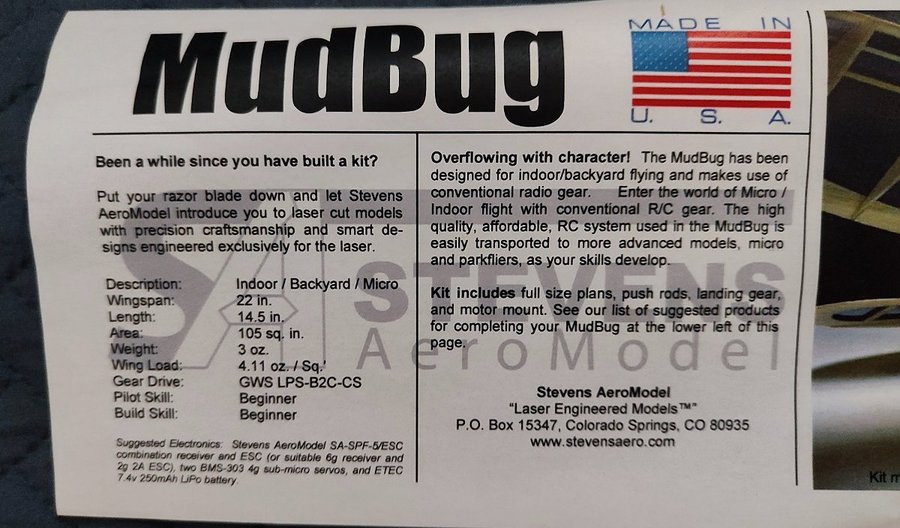 MudBug
MADE IN
U. S. A.
Been a while since you have built a kit?
Put your razor blade down and let Stevens
AeroModel introduce you to laser cut models
with precision craftsmanship and smart de-
signs engineered exclusively for the laser.
Description: Indoor / Backyard / Micro
Wingspan: 22 in.
Length: 14.5 in.
Area: 105 sq. in.
Weight: 3 oz.
Wing Load: 4.11 oz. / Sq.'
Gear Drive: GWS LPS-B2C-CS
Pilot Skill: Beginner
Build Skill: Beginner
Suggested Electronics: Stevens AeroModel SA-SPF-5/ESC
combination receiver and ESC (or suitable 6g receiver and
2g 2A ESC), two BMS-303 4g sub-micro servos, and ETEC
7.4v 250mAh LiPo battery.
Overflowing with character! The MudBug has been
designed for indoor/backyard flying and makes use of
conventional radio gear. Enter the world of Micro /
Indoor flight with conventional R/C gear. The high
quality, affordable, RC system used in the MudBug is
easily transported to more advanced models, micro
and parkfliers, as your skills develop.
Kit includes full size plans, push rods, landing gear,
and motor mount. See our list of suggested products
for completing your MudBug at the lower left of this
page.
Stevens AeroModel
"Laser Engineered Models™"
P.O. Box 15347, Colorado Springs, CO 80935
www.stevensaero.com
SA STEVENS
AeroModel
Kit